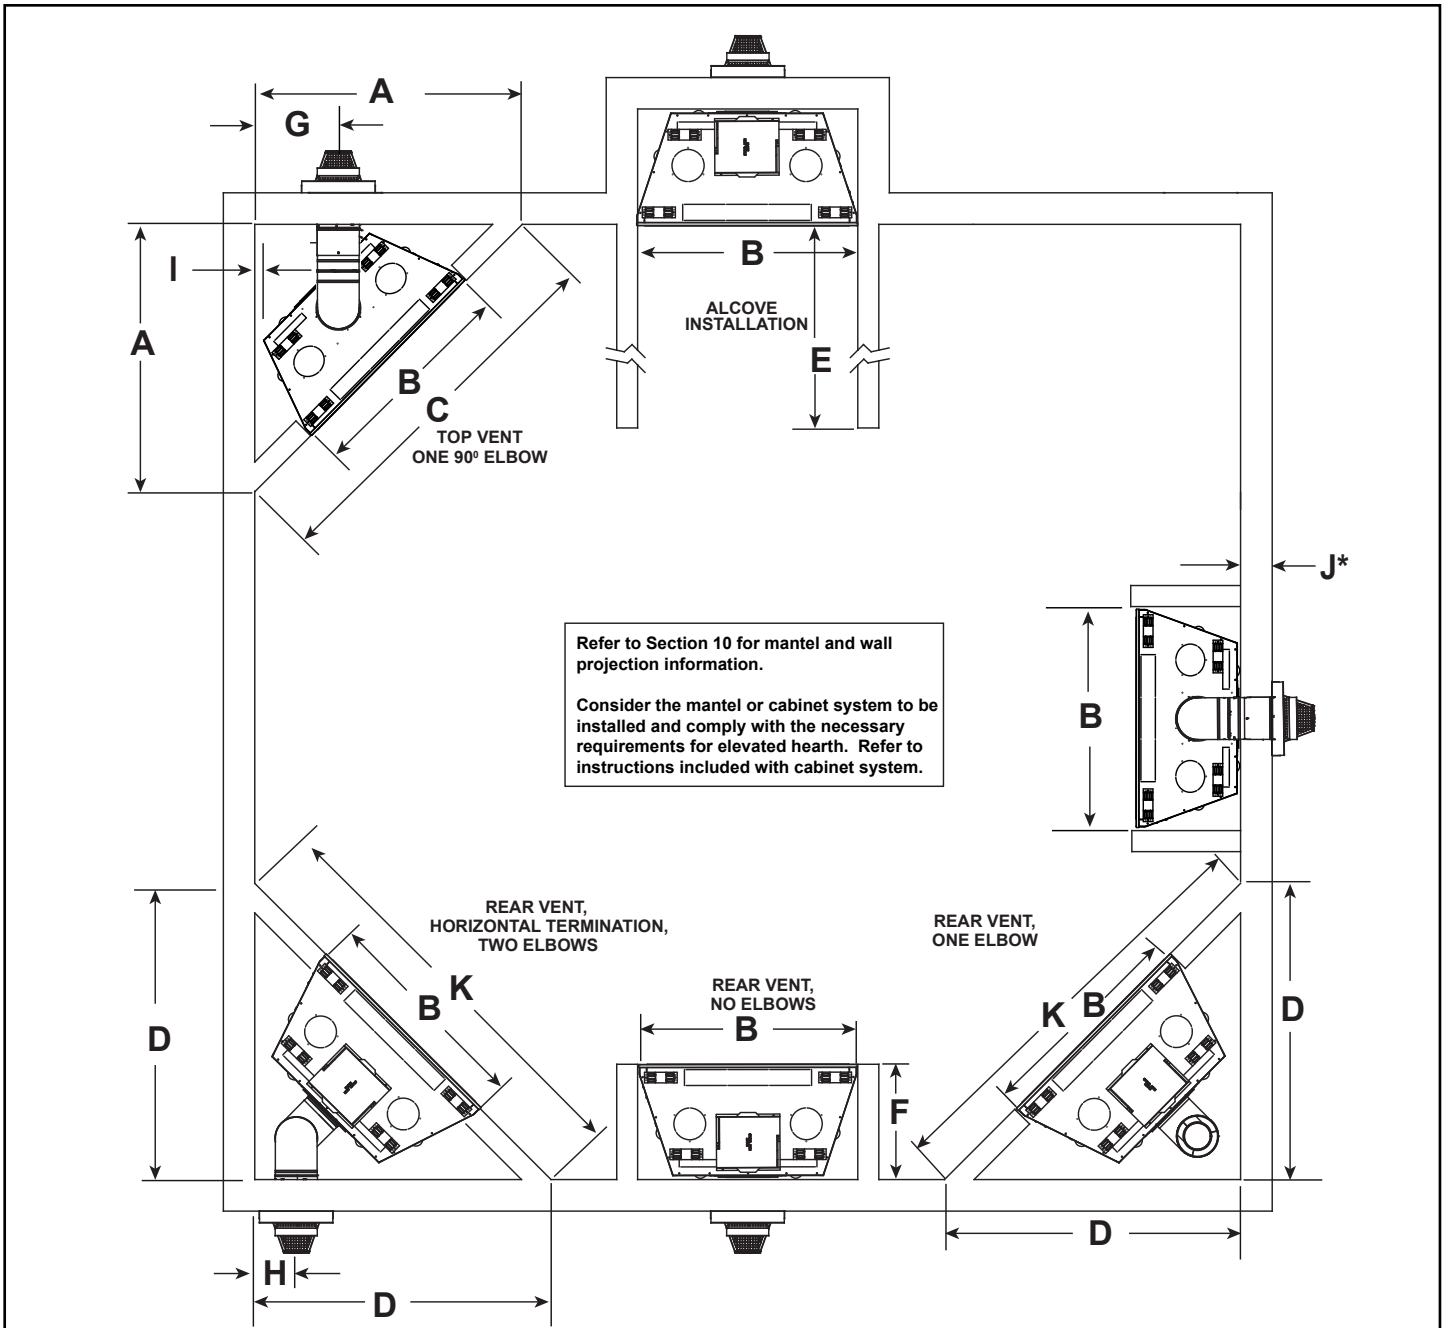 A
G
I
A
B
C
TOP VENT
ONE 90º ELBOW
B
ALCOVE
INSTALLATION
E
J*
B
Refer to Section 10 for mantel and wall
projection information.
Consider the mantel or cabinet system to be
installed and comply with the necessary
requirements for elevated hearth. Refer to
instructions included with cabinet system.
REAR VENT,
HORIZONTAL TERMINATION,
TWO ELBOWS
K
B
D
H
D
REAR VENT,
NO ELBOWS
B
F
REAR VENT,
ONE ELBOW
K
B
D
D